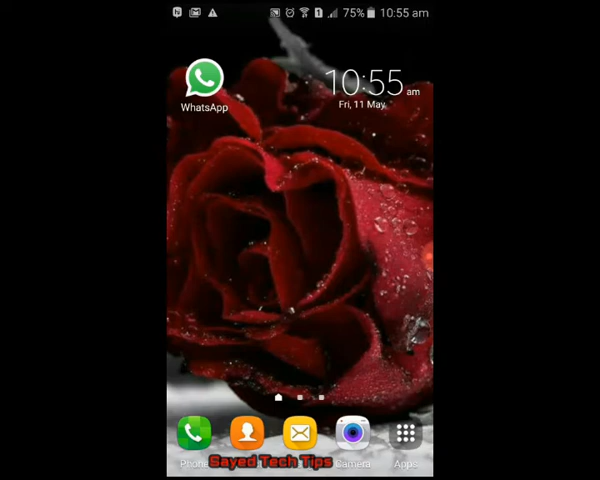 75% 10:55 am
10:55 am
Fri, 11 May
WhatsApp
Phone Camera Apps
Sayed Tech Tips